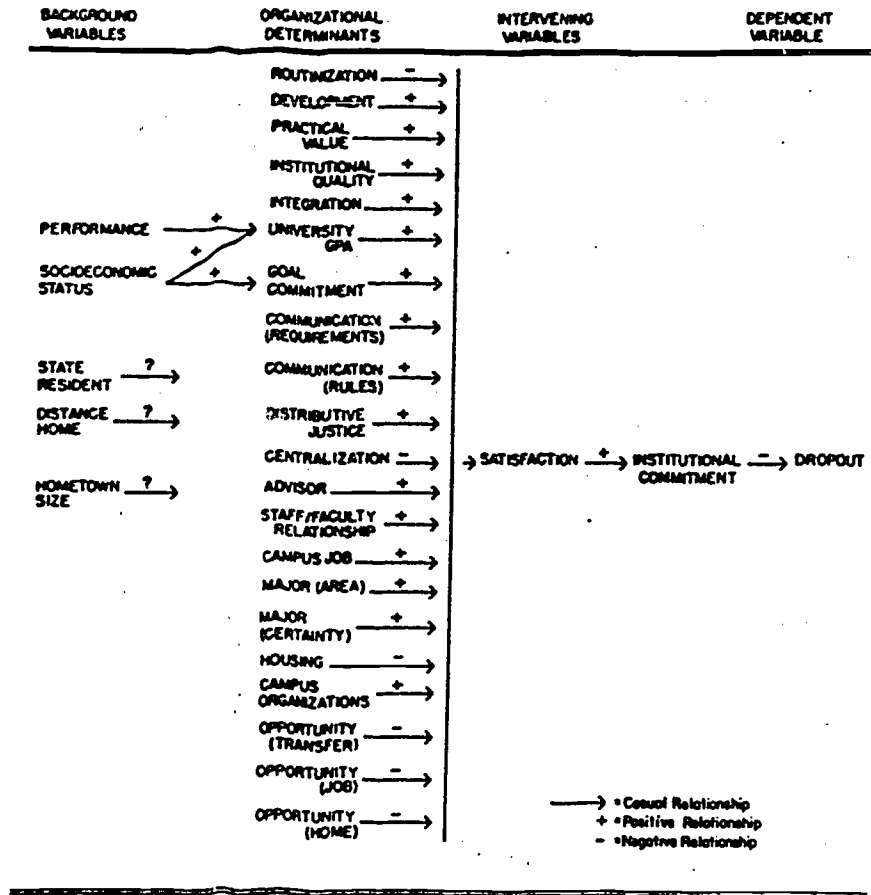 BACKGROUND VARIABLES
ORGANIZATIONAL DETERMINANTS
INTERVENING VARIABLES
DEPENDENT VARIABLE
ROUTINIZATION -
DEVELOPMENT +
PRACTICAL +
VALUE
INSTITUTIONAL +
QUALITY
INTEGRATION +
PERFORMANCE +
UNIVERSITY +
GPA
+
SOCIOECONOMIC +
STATUS
GOAL +
COMMITMENT
COMMUNICATION +
(REQUIREMENTS)
STATE ?
RESIDENT
COMMUNICATION +
(RULES)
DISTANCE ?
HOME
DISTRIBUTIVE +
JUSTICE
CENTRALIZATION -
SATISFACTION + INSTITUTIONAL - DROPOUT
COMMITMENT
HOMETOWN ?
SIZE
ADVISOR +
STAFF/FACULTY +
RELATIONSHIP
CAMPUS JOB +
MAJOR (AREA) +
MAJOR +
(CERTAINTY)
HOUSING -
CAMPUS +
ORGANIZATIONS
OPPORTUNITY -
(TRANSFER)
OPPORTUNITY -
(JOB)
OPPORTUNITY -
(HOME)
= Casual Relationship
+ = Positive Relationship
- = Negative Relationship